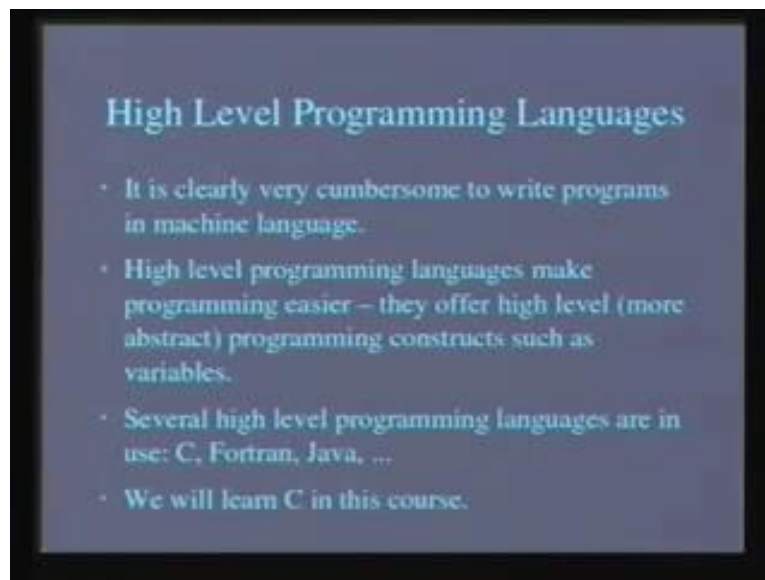 High Level Programming Languages
• It is clearly very cumbersome to write programs
in machine language.
• High level programming languages make
programming easier – they offer high level (more
abstract) programming constructs such as
variables.
• Several high level programming languages are in
use: C, Fortran, Java, ...
• We will learn C in this course.